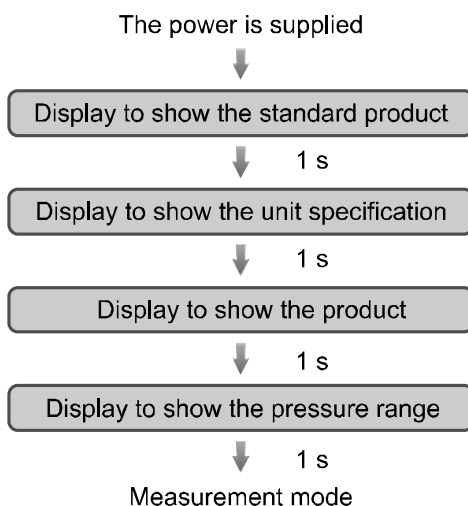 The power is supplied
Display to show the standard product
1 s
Display to show the unit specification
1 s
Display to show the product
1 s
Display to show the pressure range
1 s
Measurement mode